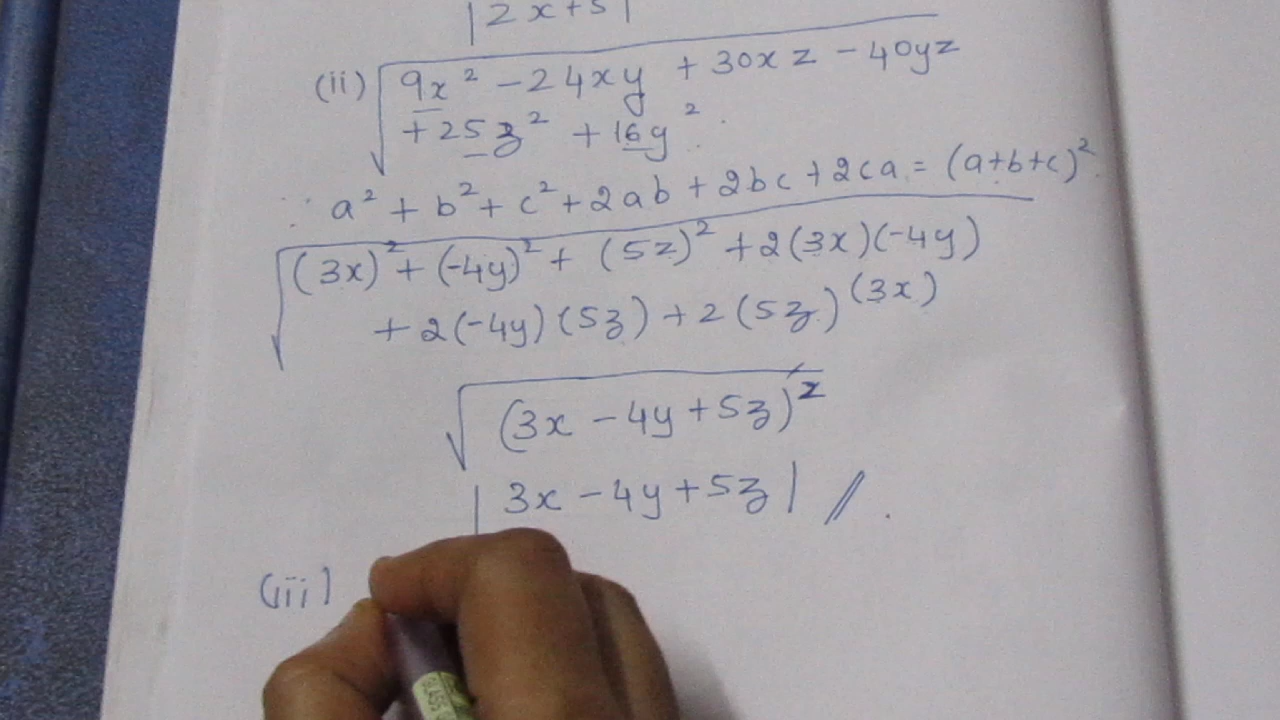 |2x+5|
(ii) √9x² -24xy +30xz -40yz
+25z² +16y².
∵ a² + b² + c² + 2ab + 2bc + 2ca = (a+b+c)².
√(3x)² + (-4y)² + (5z)² + 2(3x)(-4y)
+ 2(-4y)(5z) + 2(5z)(3x)
√(3x - 4y + 5z)²
|3x - 4y + 5z| //.
(iii)